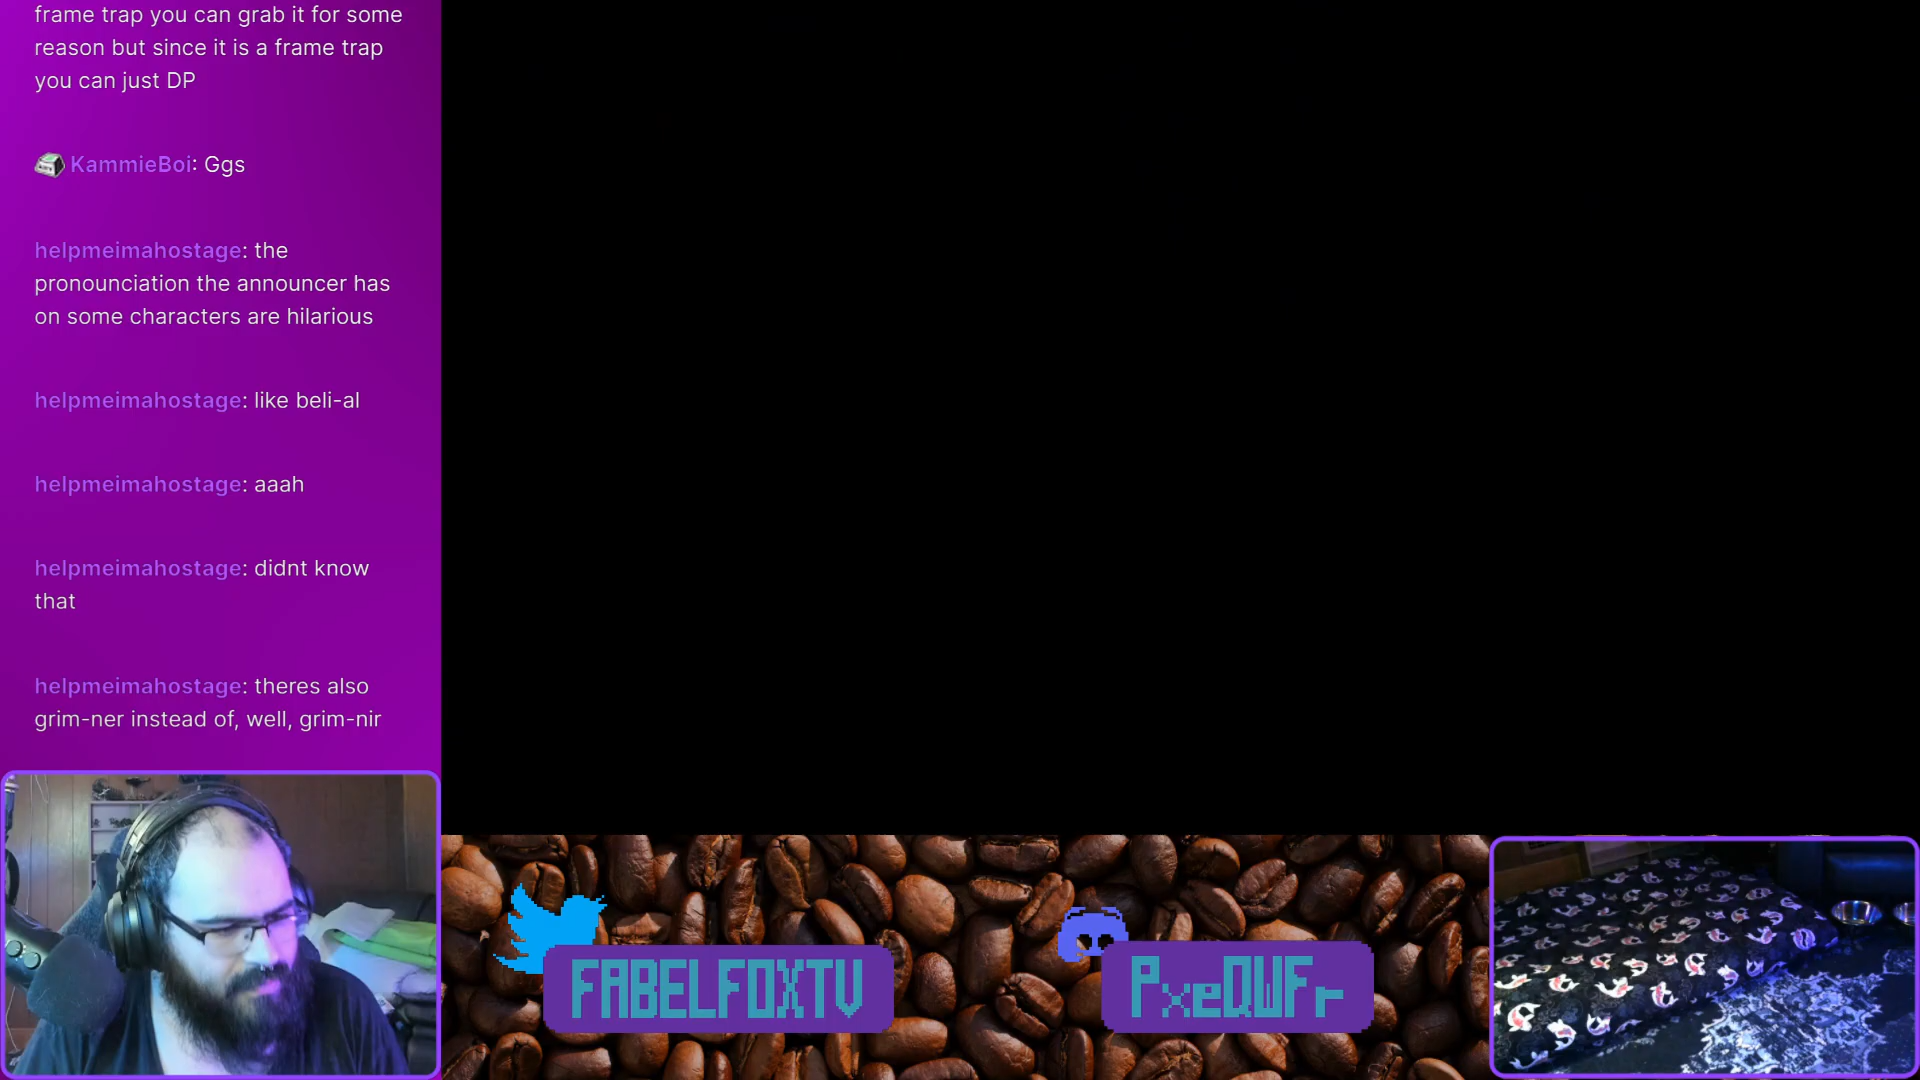 frame trap you can grab it for some
reason but since it is a frame trap
you can just DP
KammieBoi: Ggs
helpmeimahostage: the
pronounciation the announcer has
on some characters are hilarious
helpmeimahostage: like beli-al
helpmeimahostage: aaah
helpmeimahostage: didnt know
that
helpmeimahostage: theres also
grim-ner instead of, well, grim-nir
FABELFOXTV
PxeQWFr